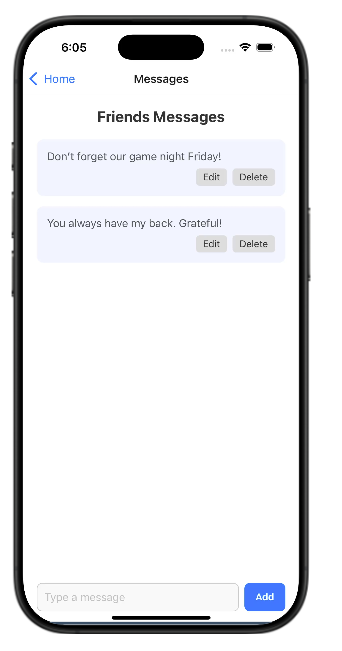 6:05
Home
Messages
Friends Messages
Don't forget our game night Friday!
Edit
Delete
You always have my back. Grateful!
Edit
Delete
Type a message
Add